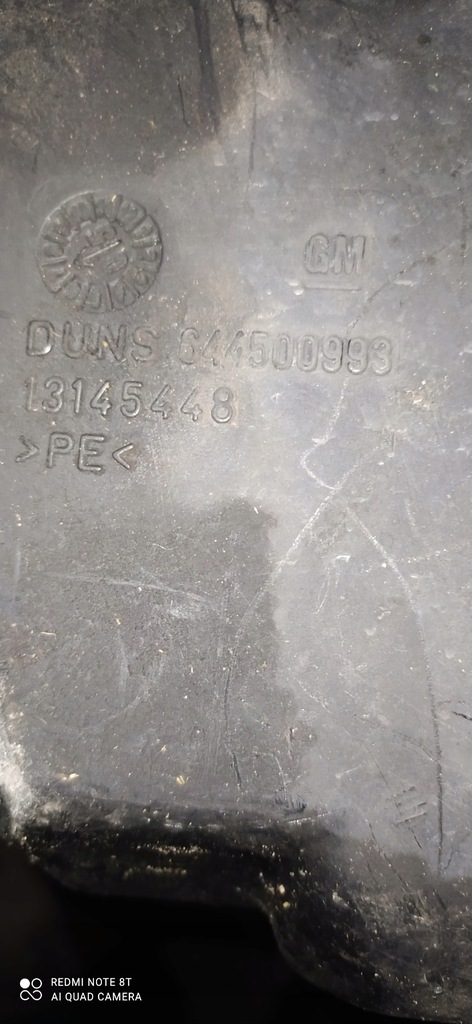 GM
DUNS 644500993
13145448
>PE<
REDMI NOTE 8T
AI QUAD CAMERA